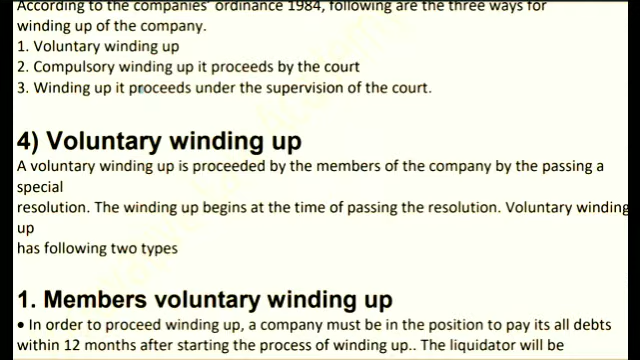 According to the companies' ordinance 1984, following are the three ways for
winding up of the company.
1. Voluntary winding up
2. Compulsory winding up it proceeds by the court
3. Winding up it proceeds under the supervision of the court.
4) Voluntary winding up
A voluntary winding up is proceeded by the members of the company by the passing a
special
resolution. The winding up begins at the time of passing the resolution. Voluntary winding
up
has following two types
1. Members voluntary winding up
• In order to proceed winding up, a company must be in the position to pay its all debts
within 12 months after starting the process of winding up.. The liquidator will be